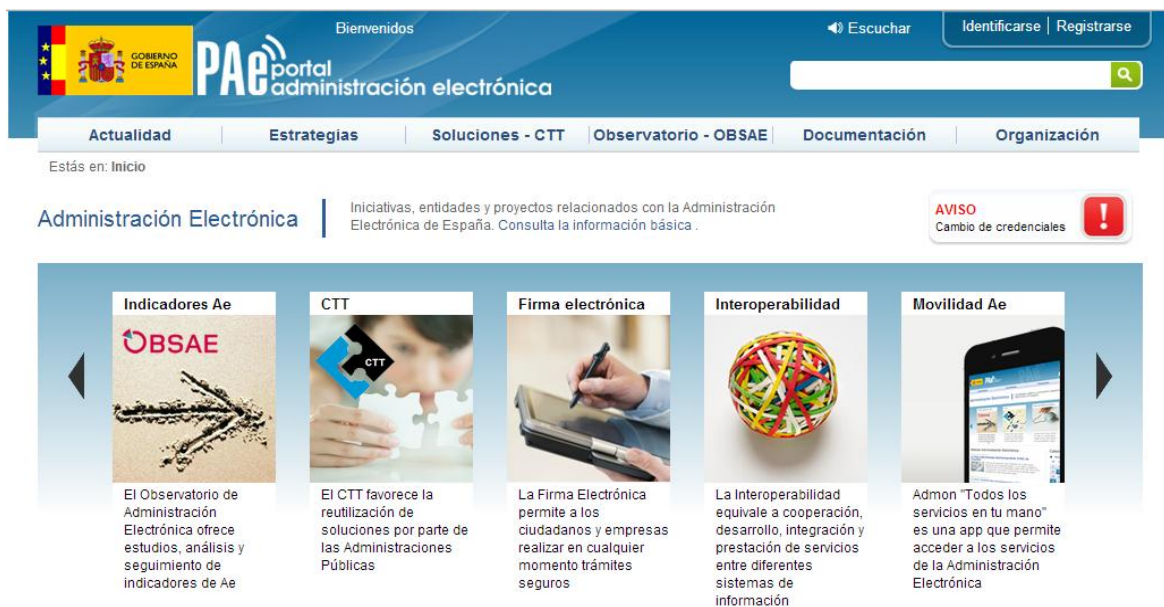 Bienvenidos
Escuchar
Identificarse | Registrarse
GOBIERNO
DE ESPAÑA
PAe portal
administración electrónica
Actualidad
Estrategias
Soluciones - CTT
Observatorio - OBSAE
Documentación
Organización
Estás en: Inicio
Administración Electrónica
Iniciativas, entidades y proyectos relacionados con la Administración
Electrónica de España. Consulta la información básica .
AVISO
Cambio de credenciales
Indicadores Ae
OBSAE
El Observatorio de
Administración
Electrónica ofrece
estudios, análisis y
seguimiento de
indicadores de Ae
CTT
CTT
El CTT favorece la
reutilización de
soluciones por parte de
las Administraciones
Públicas
Firma electrónica
La Firma Electrónica
permite a los
ciudadanos y empresas
realizar en cualquier
momento trámites
seguros
Interoperabilidad
La Interoperabilidad
equivale a cooperación,
desarrollo, integración y
prestación de servicios
entre diferentes
sistemas de
información
Movilidad Ae
Admon "Todos los
servicios en tu mano"
es una app que permite
acceder a los servicios
de la Administración
Electrónica